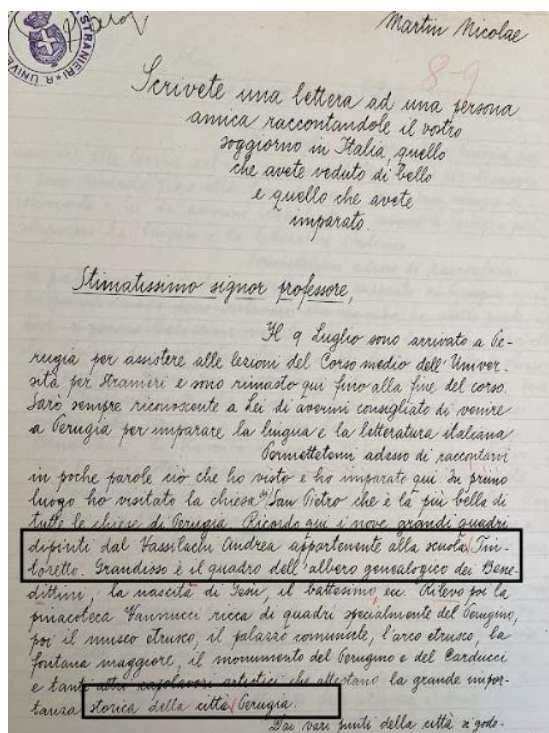 STRANIERI * R. UNIVE
Martin Nicolae
8-9
Scrivete una lettera ad una persona
amica raccontandole il vostro
soggiorno in Italia, quello
che avete veduto di bello
e quello che avete
imparato.
Stimatissimo signor professore,
Il 9 Luglio sono arrivato a Pe-
rugia per assistere alle lezioni del Corso medio dell'Univer-
sità per Stranieri e sono rimasto qui fino alla fine del corso.
Sarò sempre riconoscente a Lei di avermi consigliato di venire
a Perugia per imparare la lingua e la letteratura italiana
Permettetemi adesso di raccontarvi
in poche parole ciò che ho visto e ho imparato qui In primo
luogo ho visitato la chiesa San Pietro che è la più bella di
tutte le chiese di Perugia. Ricordo qui i nove grandi quadri
dipinti dal Vassilachi Andrea appartenente alla scuola Tin-
toretto. Grandisso è il quadro dell'albero genealogico dei Bene-
dittini, la nascità di Gesù, il battesimo, ecc. Rilevo poi la
pinacoteca Vannucci ricca di quadri specialmente del Perugino,
poi il museo etrusco, il palazzo comunale, l'arco etrusco, la
fontana maggiore, il monumento del Perugino e del Carducci
e tanti altri capolavori artistici che attestano la grande impor-
tanza storica della città Perugia.
Dai vari punti della città si gode-